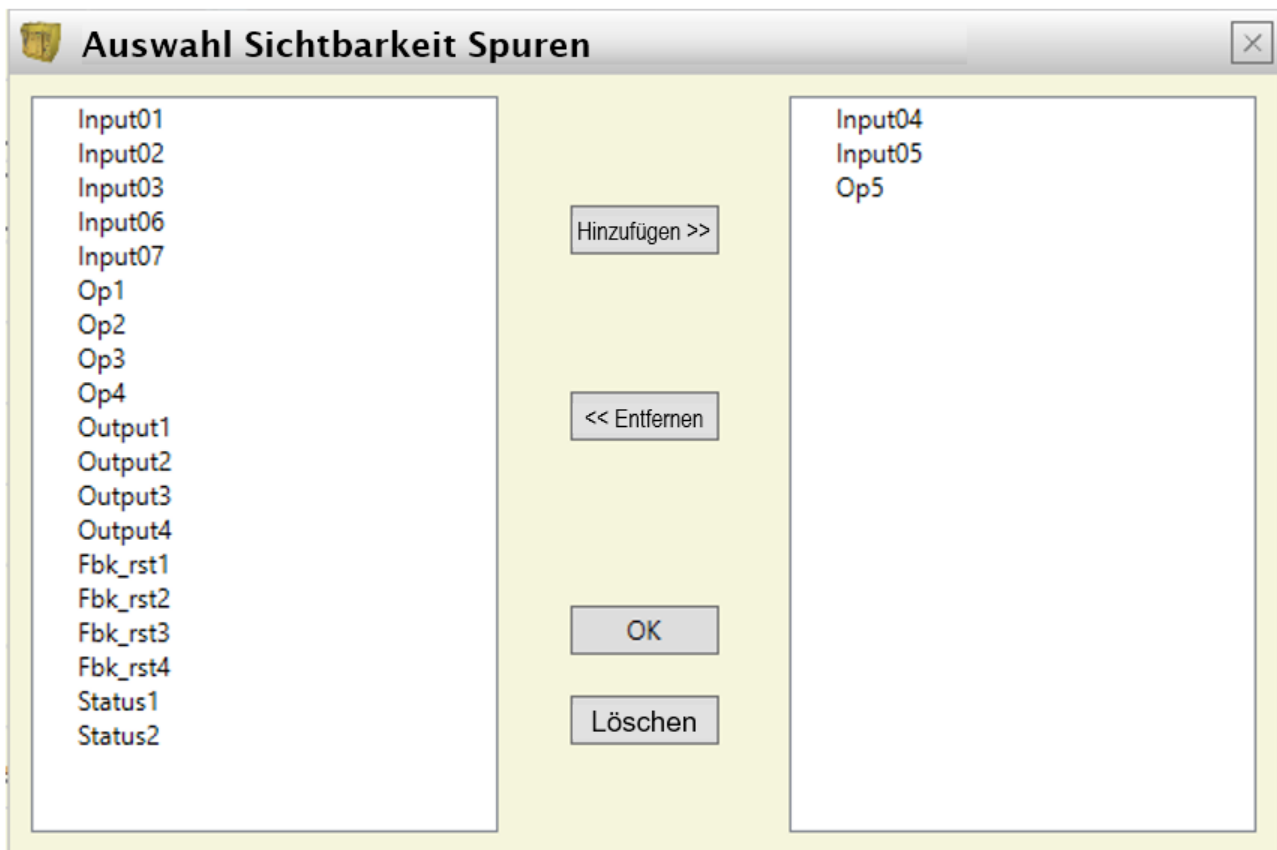 Auswahl Sichtbarkeit Spuren
Input01
Input02
Input03
Input06
Input07
Op1
Op2
Op3
Op4
Output1
Output2
Output3
Output4
Fbk_rst1
Fbk_rst2
Fbk_rst3
Fbk_rst4
Status1
Status2
Hinzufügen >>
<< Entfernen
OK
Löschen
Input04
Input05
Op5